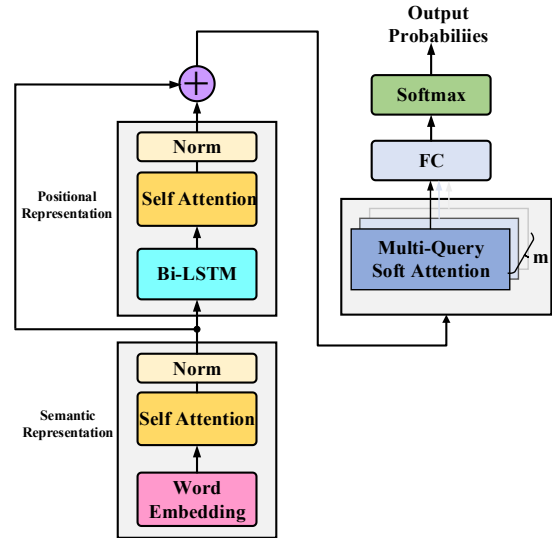 Output
Probabiliies
Softmax
FC
Multi-Query
Soft Attention
m
Norm
Self Attention
Bi-LSTM
Positional
Representation
Norm
Self Attention
Word
Embedding
Semantic
Representation